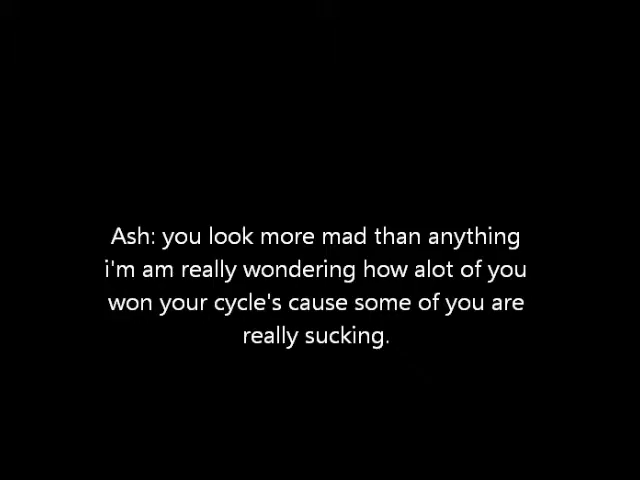 Ash: you look more mad than anything
i'm am really wondering how alot of you
won your cycle's cause some of you are
really sucking.